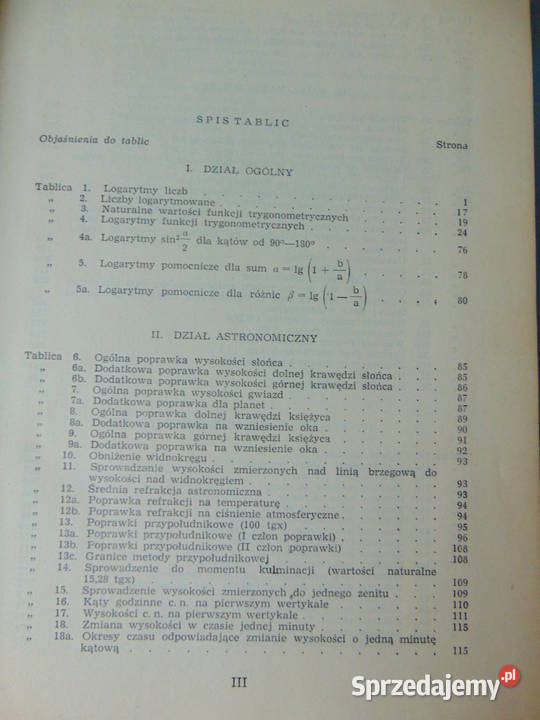 SPIS TABLIC
Objaśnienia do tablic Strona
I. DZIAŁ OGÓLNY
Tablica 1. Logarytmy liczb . . . . . . . . 1
„ 2. Liczby logarytmowane . . . . . . . 17
„ 3. Naturalne wartości funkcji trygonometrycznych . . . . 19
„ 4. Logarytmy funkcji trygonometrycznych . . . . . 24
„ 4a. Logarytmy sin² α/2 dla kątów od 90°—180° . . . . 76
„ 5. Logarytmy pomocnicze dla sum α = lg (1 + b/a) . . . 78
„ 5a. Logarytmy pomocnicze dla różnic β = lg (1 — b/a) . . . 80
II. DZIAŁ ASTRONOMICZNY
Tablica 6. Ogólna poprawka wysokości słońca . . . . . 85
„ 6a. Dodatkowa poprawka wysokości dolnej krawędzi słońca . . . 85
„ 6b. Dodatkowa poprawka wysokości górnej krawędzi słońca . . . 86
„ 7. Ogólna poprawka wysokości gwiazd . . . . . 87
„ 7a. Dodatkowa poprawka dla planet . . . . . 87
„ 8. Ogólna poprawka dolnej krawędzi księżyca . . . . 89
„ 8a. Dodatkowa poprawka na wzniesienie oka . . . . 90
„ 9. Ogólna poprawka górnej krawędzi księżyca . . . . 91
„ 9a. Dodatkowa poprawka na wzniesienie oka . . . . 92
„ 10. Obniżenie widnokręgu . . . . . . . 93
„ 11. Sprowadzanie wysokości zmierzonych nad linią brzegową do
wysokości nad widnokręgiem . . . . . . 93
„ 12. Średnia refrakcja astronomiczna . . . . . 93
„ 12a. Poprawka refrakcji na temperaturę . . . . . 94
„ 12b. Poprawka refrakcji na ciśnienie atmosferyczne . . . . 94
„ 13. Poprawki przypołudnikowe (100 tgx) . . . . . 95
„ 13a. Poprawki przypołudnikowe (I człon poprawki) . . . . 96
„ 13b. Poprawki przypołudnikowe (II człon poprawki) . . . . 108
„ 13c. Granice metody przypołudnikowej . . . . . 108
„ 14. Sprowadzenie do momentu kulminacji (wartości naturalne
15,28 tgx) . . . . . . . . 109
„ 15. Sprowadzenie wysokości zmierzonych do jednego zenitu . . 109
„ 16. Kąty godzinne c. n. na pierwszym wertykale . . . . 110
„ 17. Wysokości c. n. na pierwszym wertykale . . . . 111
„ 18. Zmiana wysokości w czasie jednej minuty . . . . 115
„ 18a. Okresy czasu odpowiadające zmianie wysokości o jedną minutę
kątową . . . . . . . . 115
III
Sprzedajemy.pl